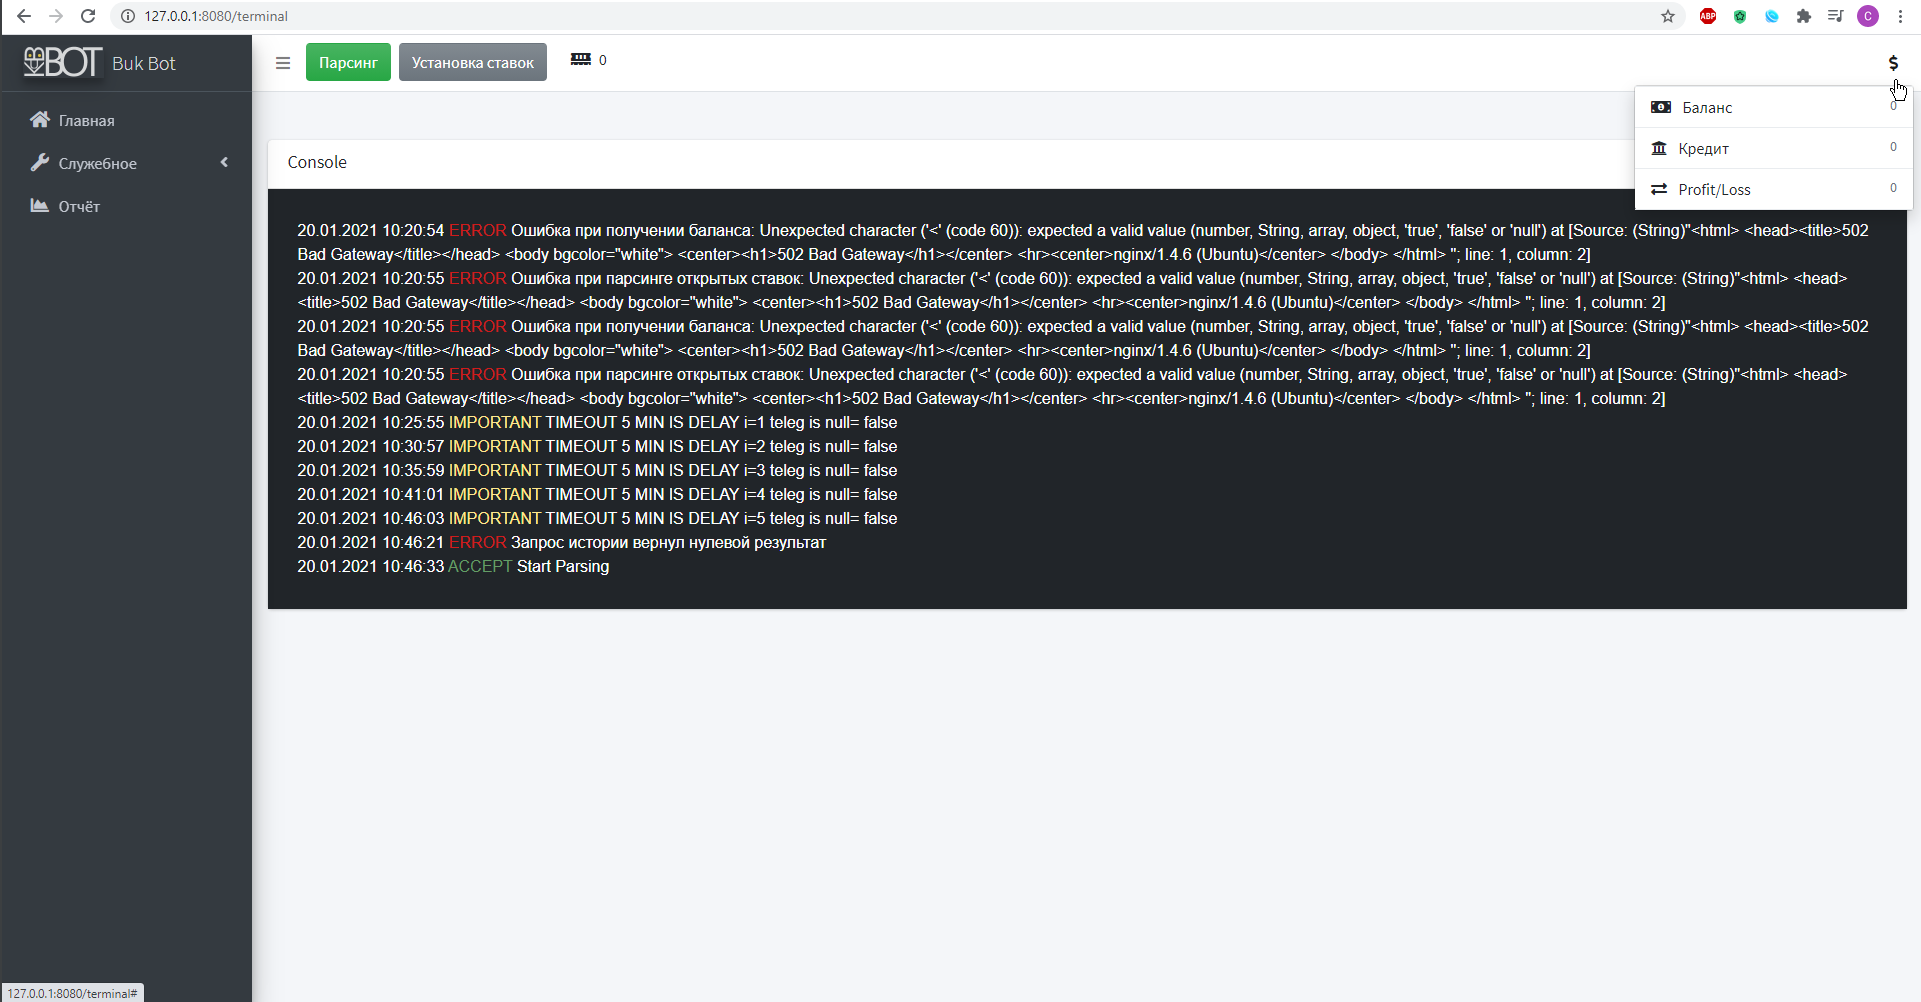 127.0.0.1:8080/terminal
ABP
C
BOT Buk Bot
Парсинг
Установка ставок
0
$
Главная
Служебное
Отчёт
Баланс 0
Кредит 0
Profit/Loss 0
Console
20.01.2021 10:20:54 ERROR Ошибка при получении баланса: Unexpected character ('<' (code 60)): expected a valid value (number, String, array, object, 'true', 'false' or 'null') at [Source: (String)"<html> <head><title>502
Bad Gateway</title></head> <body bgcolor="white"> <center><h1>502 Bad Gateway</h1></center> <hr><center>nginx/1.4.6 (Ubuntu)</center> </body> </html> "; line: 1, column: 2]
20.01.2021 10:20:55 ERROR Ошибка при парсинге открытых ставок: Unexpected character ('<' (code 60)): expected a valid value (number, String, array, object, 'true', 'false' or 'null') at [Source: (String)"<html> <head>
<title>502 Bad Gateway</title></head> <body bgcolor="white"> <center><h1>502 Bad Gateway</h1></center> <hr><center>nginx/1.4.6 (Ubuntu)</center> </body> </html> "; line: 1, column: 2]
20.01.2021 10:20:55 ERROR Ошибка при получении баланса: Unexpected character ('<' (code 60)): expected a valid value (number, String, array, object, 'true', 'false' or 'null') at [Source: (String)"<html> <head><title>502
Bad Gateway</title></head> <body bgcolor="white"> <center><h1>502 Bad Gateway</h1></center> <hr><center>nginx/1.4.6 (Ubuntu)</center> </body> </html> "; line: 1, column: 2]
20.01.2021 10:20:55 ERROR Ошибка при парсинге открытых ставок: Unexpected character ('<' (code 60)): expected a valid value (number, String, array, object, 'true', 'false' or 'null') at [Source: (String)"<html> <head>
<title>502 Bad Gateway</title></head> <body bgcolor="white"> <center><h1>502 Bad Gateway</h1></center> <hr><center>nginx/1.4.6 (Ubuntu)</center> </body> </html> "; line: 1, column: 2]
20.01.2021 10:25:55 IMPORTANT TIMEOUT 5 MIN IS DELAY i=1 teleg is null= false
20.01.2021 10:30:57 IMPORTANT TIMEOUT 5 MIN IS DELAY i=2 teleg is null= false
20.01.2021 10:35:59 IMPORTANT TIMEOUT 5 MIN IS DELAY i=3 teleg is null= false
20.01.2021 10:41:01 IMPORTANT TIMEOUT 5 MIN IS DELAY i=4 teleg is null= false
20.01.2021 10:46:03 IMPORTANT TIMEOUT 5 MIN IS DELAY i=5 teleg is null= false
20.01.2021 10:46:21 ERROR Запрос истории вернул нулевой результат
20.01.2021 10:46:33 ACCEPT Start Parsing
127.0.0.1:8080/terminal#